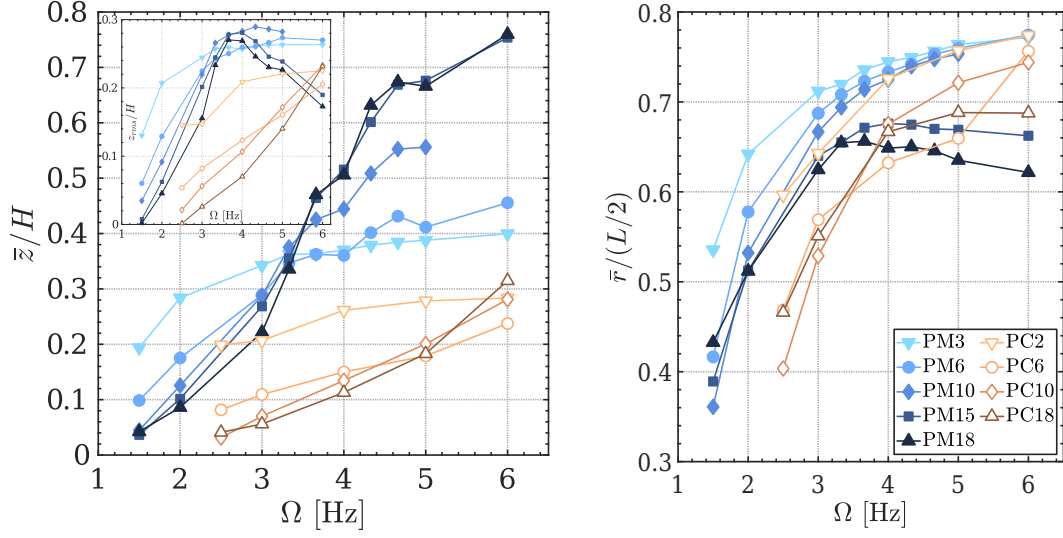 0.8
0.7
0.6
0.5
0.4
0.3
0.2
0.1
0
z̅/H
1 2 3 4 5 6
Ω [Hz]
0.3
0.2
0.1
0
z_rms/H
1 2 3 4 5 6
Ω [Hz]
0.8
0.7
0.6
0.5
0.4
0.3
r̅/(L/2)
1 2 3 4 5 6
Ω [Hz]
PM3 PC2
PM6 PC6
PM10 PC10
PM15 PC18
PM18